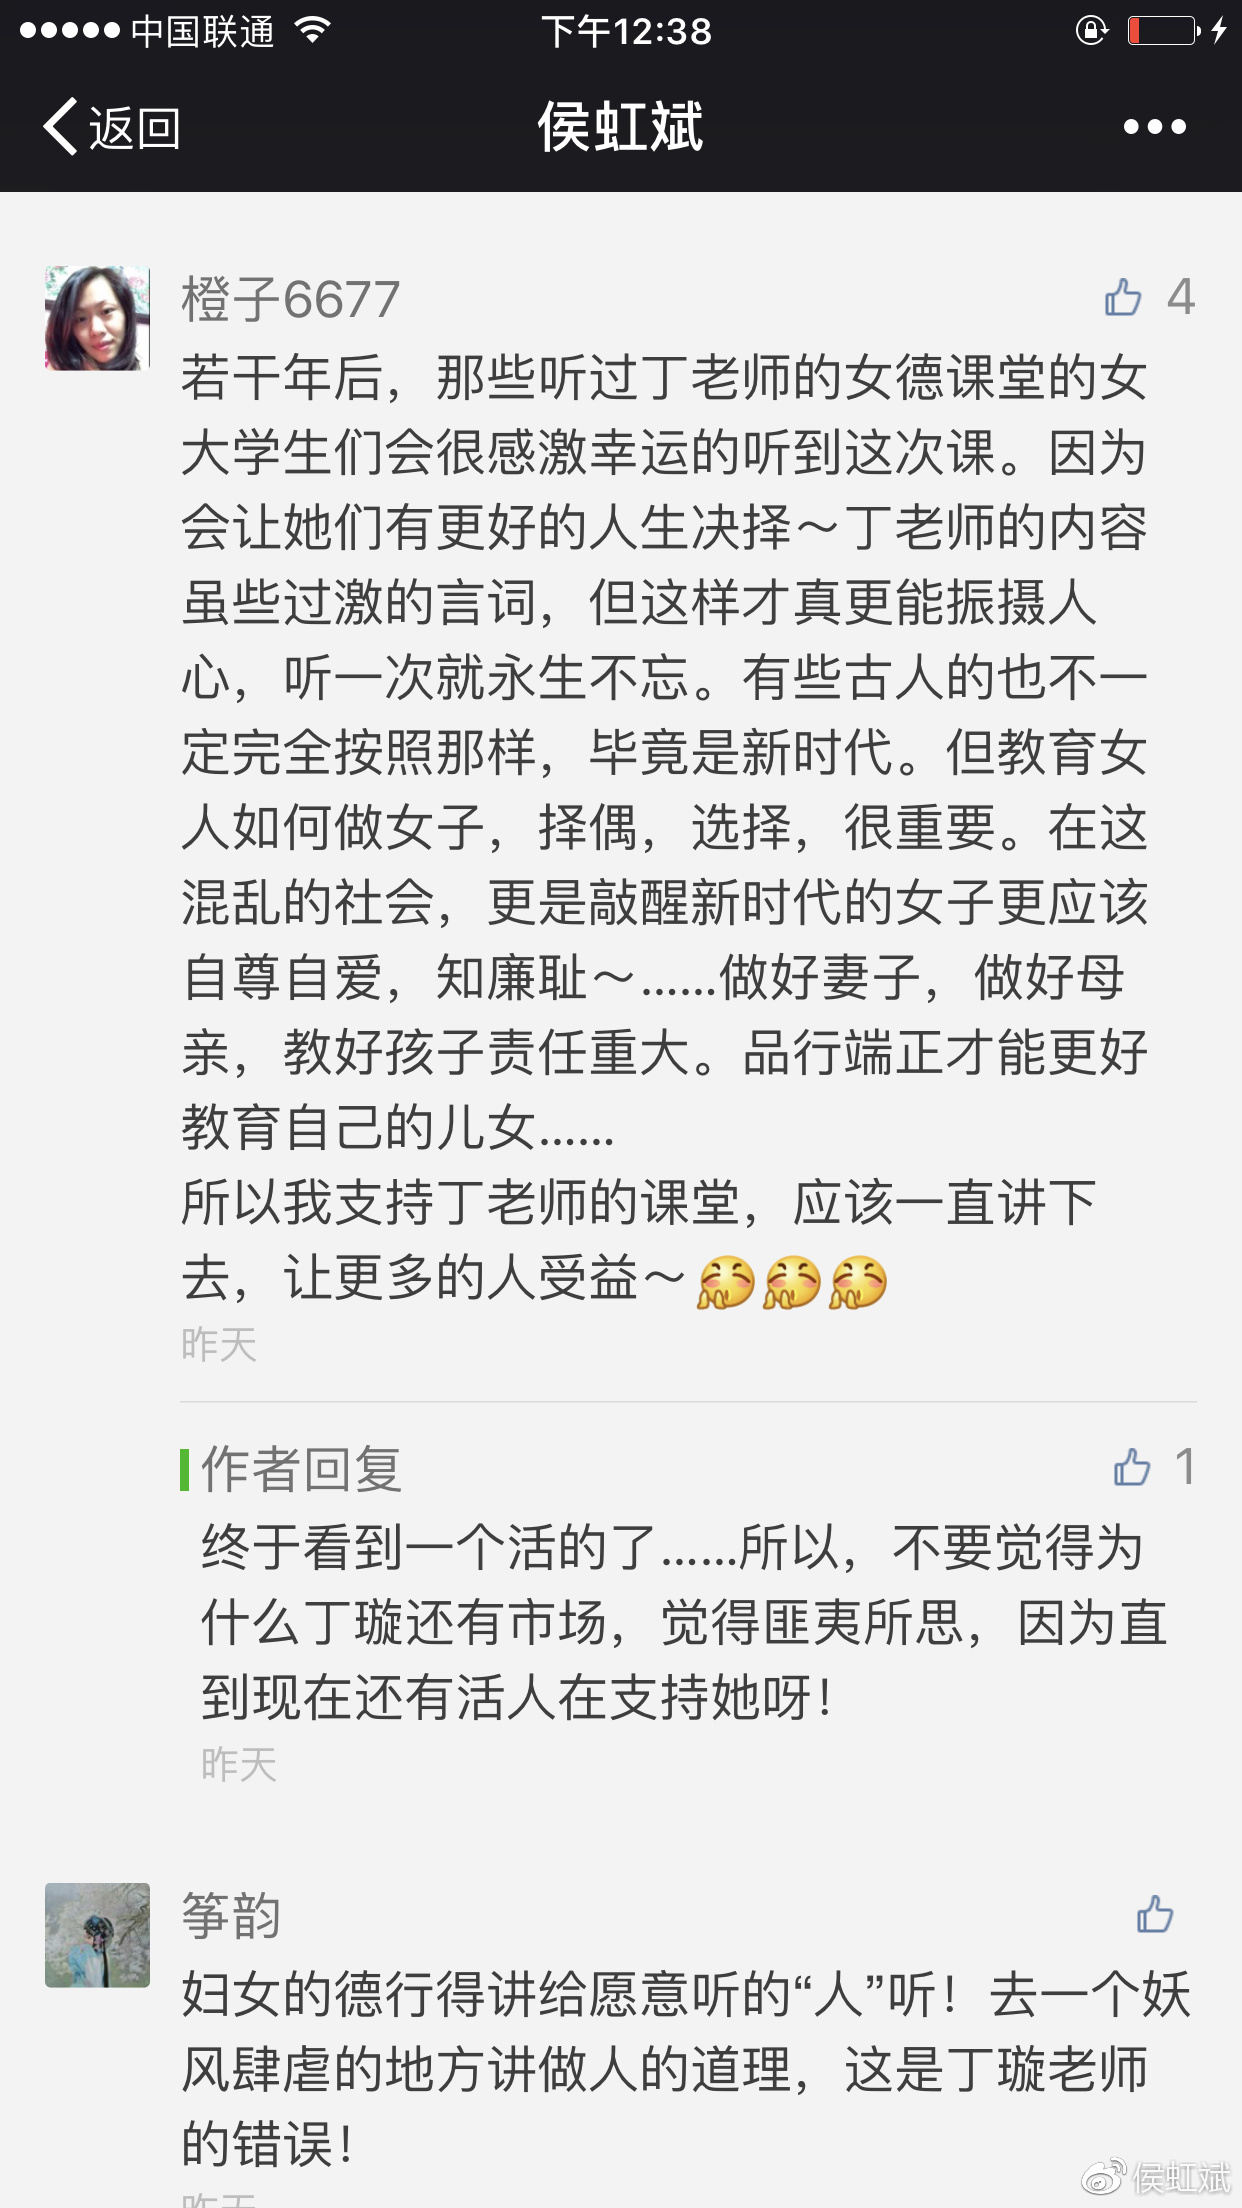 中国联通 下午12:38
返回 侯虹斌
橙子6677 4
若干年后，那些听过丁老师的女德课堂的女
大学生们会很感激幸运的听到这次课。因为
会让她们有更好的人生决择～丁老师的内容
虽些过激的言词，但这样才真更能振摄人
心，听一次就永生不忘。有些古人的也不一
定完全按照那样，毕竟是新时代。但教育女
人如何做女子，择偶，选择，很重要。在这
混乱的社会，更是敲醒新时代的女子更应该
自尊自爱，知廉耻～......做好妻子，做好母
亲，教好孩子责任重大。品行端正才能更好
教育自己的儿女......
所以我支持丁老师的课堂，应该一直讲下
去，让更多的人受益～
昨天
作者回复 1
终于看到一个活的了......所以，不要觉得为
什么丁璇还有市场，觉得匪夷所思，因为直
到现在还有活人在支持她呀！
昨天
筝韵
妇女的德行得讲给愿意听的“人”听！去一个妖
风肆虐的地方讲做人的道理，这是丁璇老师
的错误！
昨天
侯虹斌